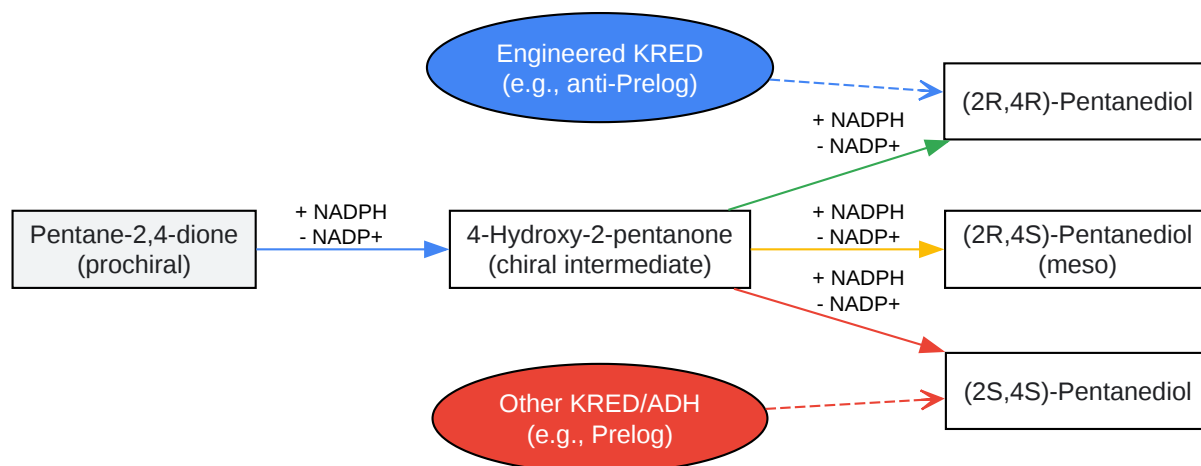 Engineered KRED
(e.g., anti-Prelog)
(2R,4R)-Pentanediol
+ NADPH
- NADP+
Pentane-2,4-dione
(prochiral)
+ NADPH
- NADP+
4-Hydroxy-2-pentanone
(chiral intermediate)
+ NADPH
- NADP+
(2R,4S)-Pentanediol
(meso)
+ NADPH
- NADP+
(2S,4S)-Pentanediol
Other KRED/ADH
(e.g., Prelog)